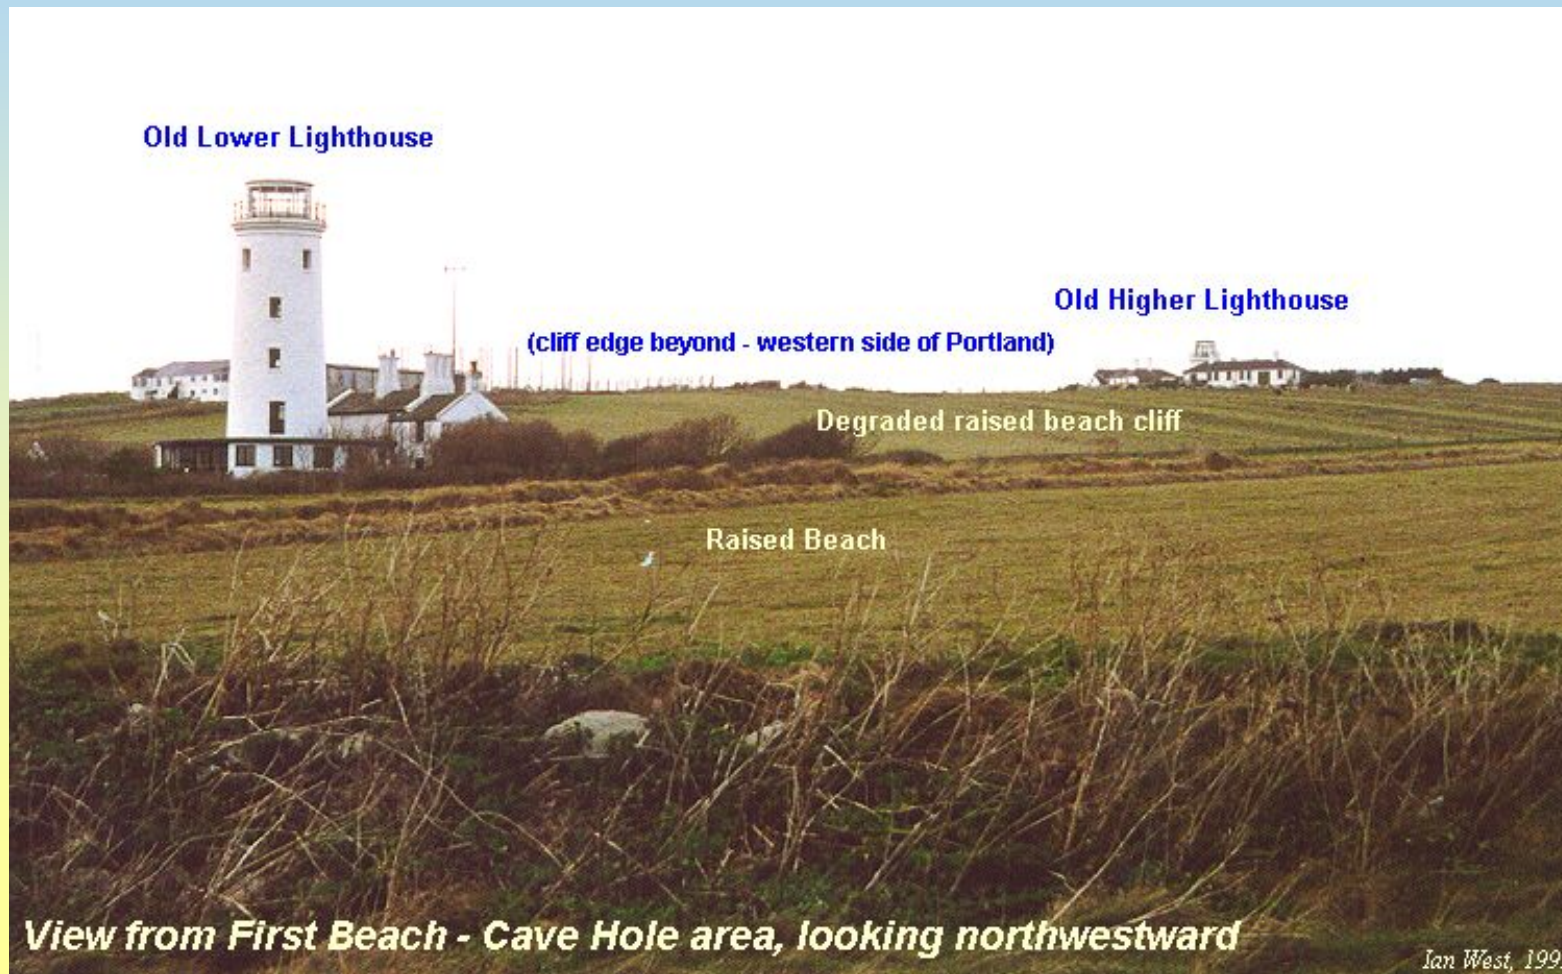 Old Lower Lighthouse
Old Higher Lighthouse
(cliff edge beyond - western side of Portland)
Degraded raised beach cliff
Raised Beach
View from First Beach - Cave Hole area, looking northwestward
Ian West, 199